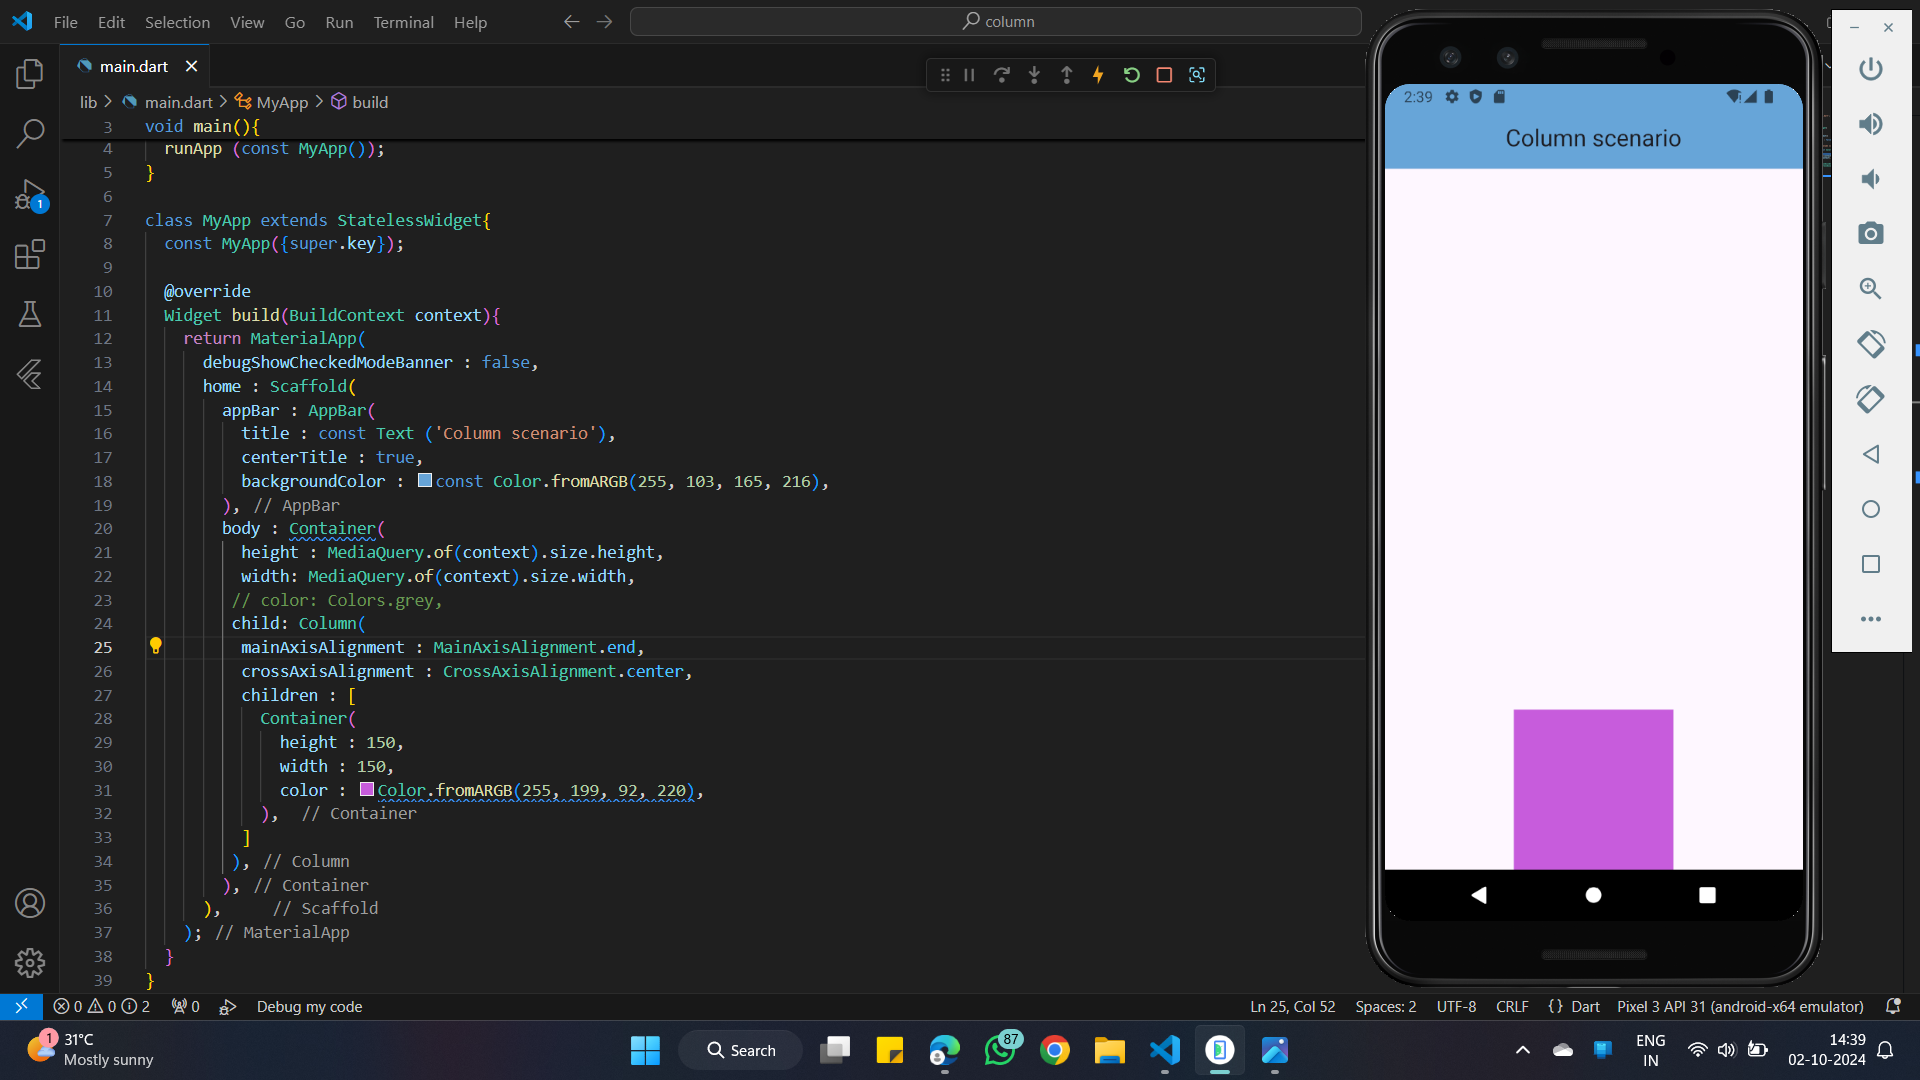 File Edit Selection View Go Run Terminal Help
column
main.dart
lib > main.dart > MyApp > build
3 void main(){
4 runApp (const MyApp());
5 }
6
7 class MyApp extends StatelessWidget{
8 const MyApp({super.key});
9
10 @override
11 Widget build(BuildContext context){
12 return MaterialApp(
13 debugShowCheckedModeBanner : false,
14 home : Scaffold(
15 appBar : AppBar(
16 title : const Text ('Column scenario'),
17 centerTitle : true,
18 backgroundColor : const Color.fromARGB(255, 103, 165, 216),
19 ), // AppBar
20 body : Container(
21 height : MediaQuery.of(context).size.height,
22 width: MediaQuery.of(context).size.width,
23 // color: Colors.grey,
24 child: Column(
25 mainAxisAlignment : MainAxisAlignment.end,
26 crossAxisAlignment : CrossAxisAlignment.center,
27 children : [
28 Container(
29 height : 150,
30 width : 150,
31 color : Color.fromARGB(255, 199, 92, 220),
32 ), // Container
33 ]
34 ), // Column
35 ), // Container
36 ), // Scaffold
37 ); // MaterialApp
38 }
39 }
1
2:39
Column scenario
0 0 2 0 Debug my code
Ln 25, Col 52 Spaces: 2 UTF-8 CRLF {} Dart Pixel 3 API 31 (android-x64 emulator)
1
31°C
Mostly sunny
Search
87
ENG
IN
14:39
02-10-2024